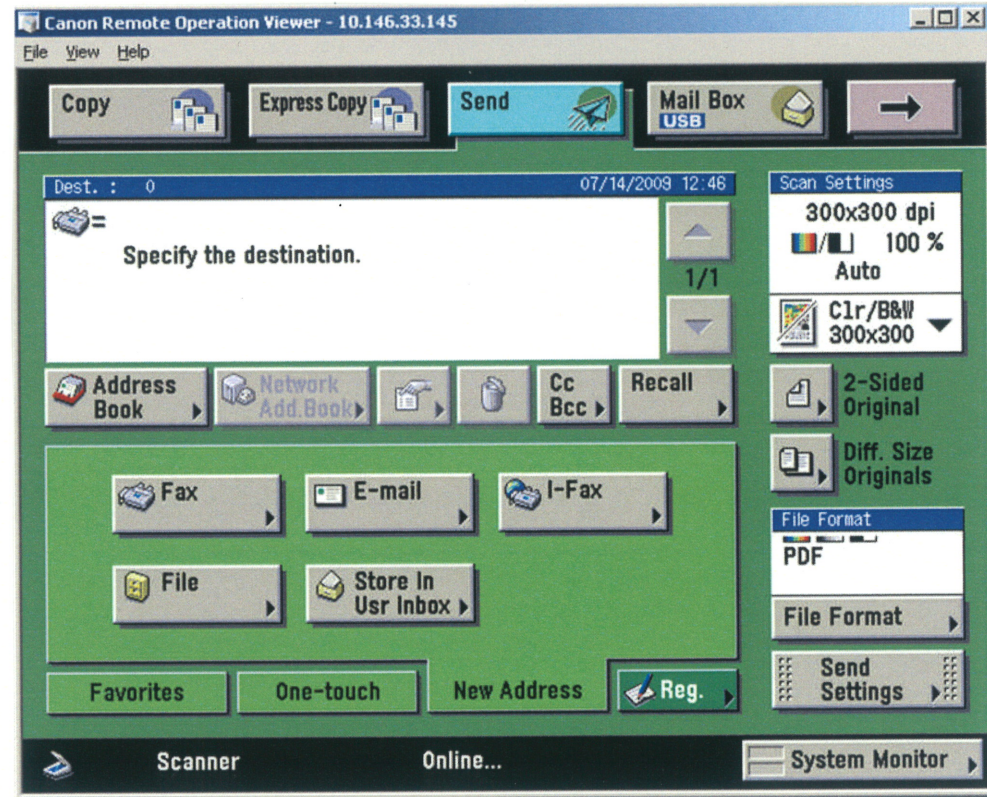 Canon Remote Operation Viewer - 10.146.33.145
File View Help
Copy
Express Copy
Send
Mail Box
USB
Dest. : 0
07/14/2009 12:46
Specify the destination.
1/1
Address
Book
Network
Add.Book
Cc
Bcc
Recall
Fax
E-mail
I-Fax
File
Store In
Usr Inbox
Favorites
One-touch
New Address
Reg.
Scan Settings
300x300 dpi
100 %
Auto
Clr/B&W
300x300
2-Sided
Original
Diff. Size
Originals
File Format
PDF
File Format
Send
Settings
Scanner
Online...
System Monitor